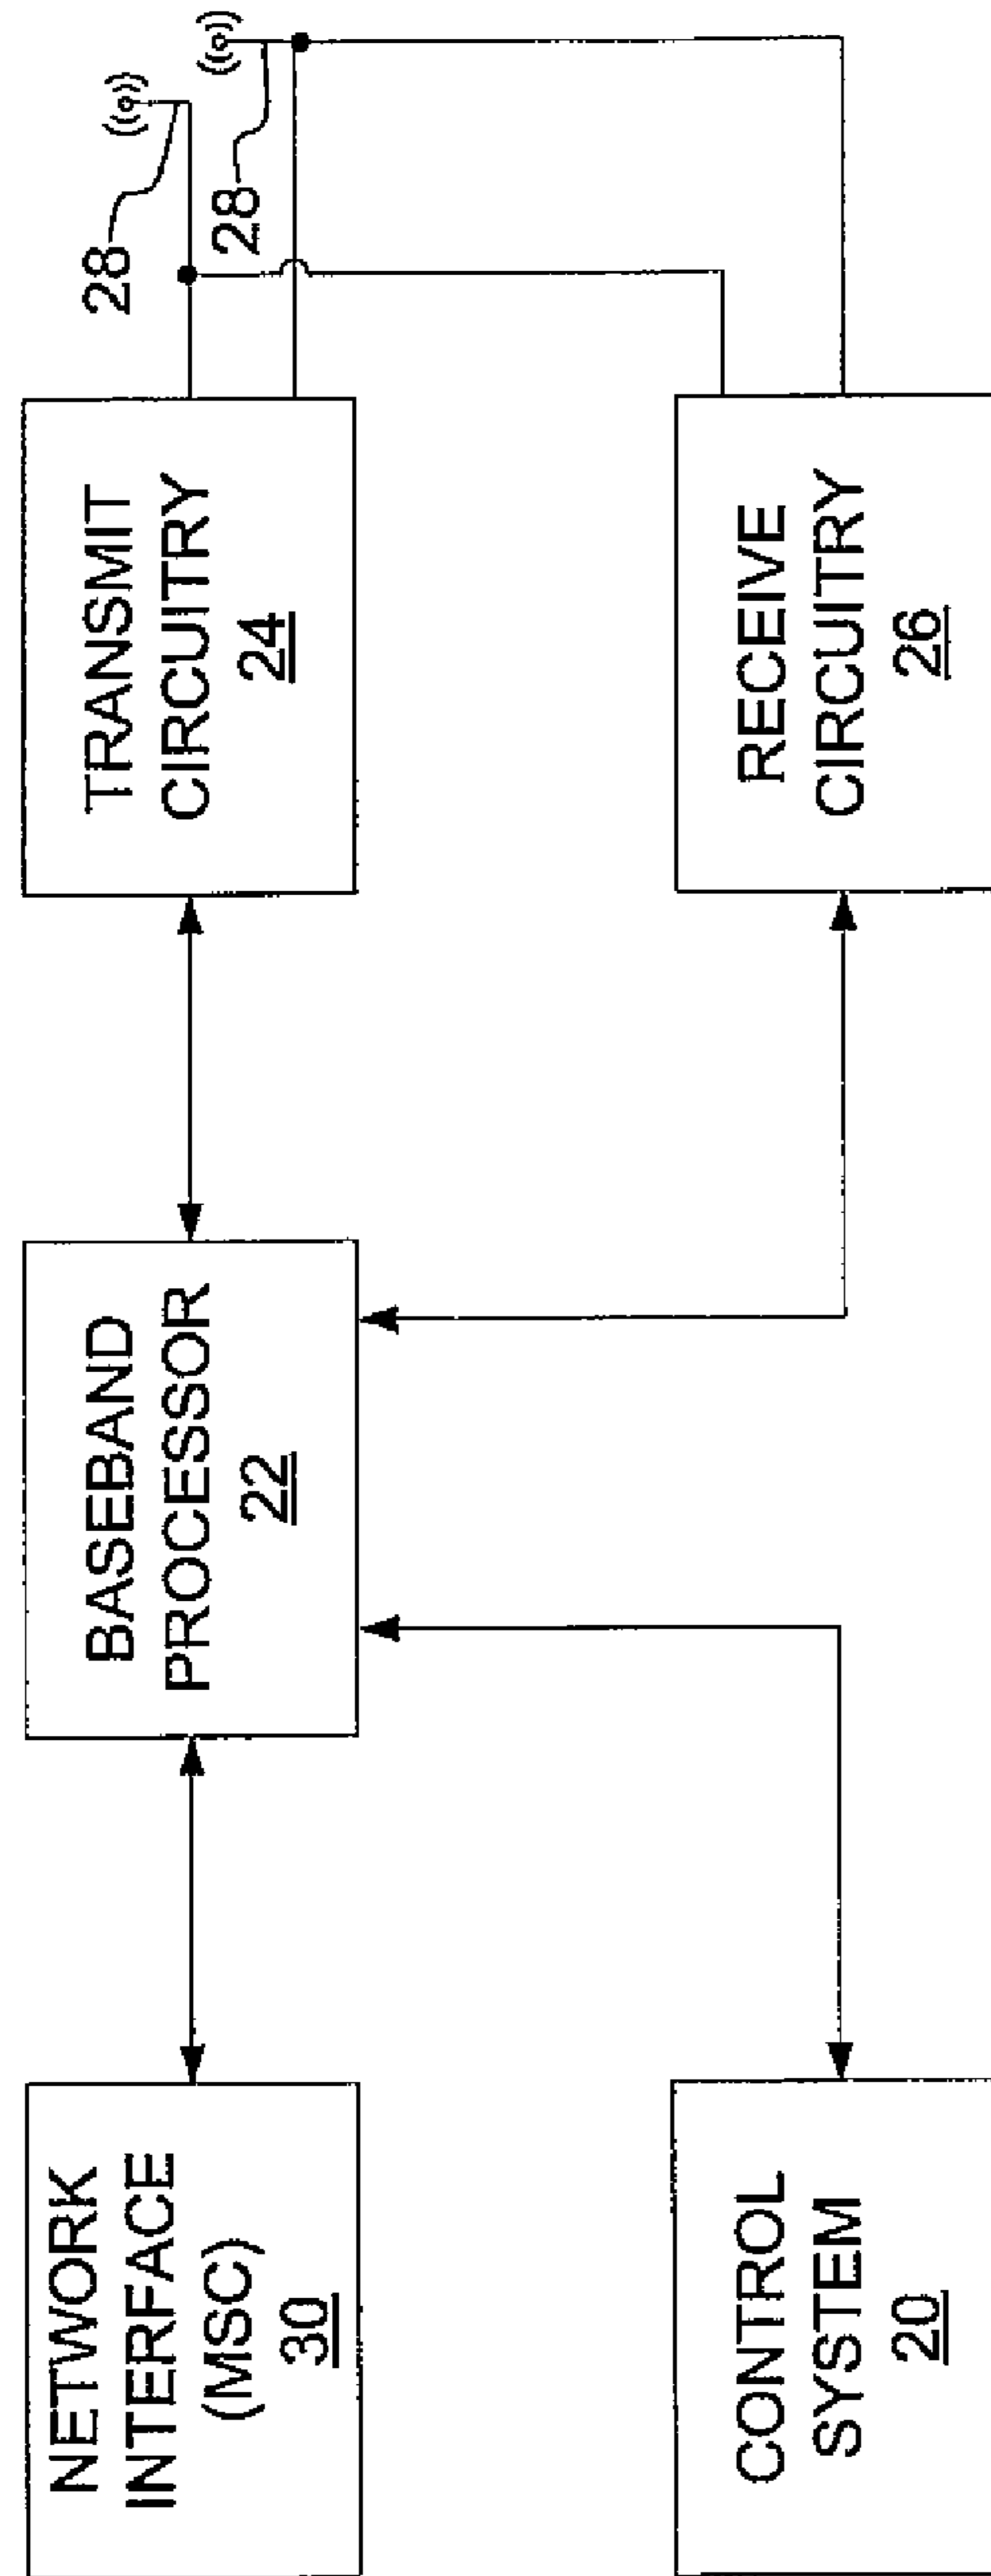 NETWORK
INTERFACE
(MSC)
30
BASEBAND
PROCESSOR
22
TRANSMIT
CIRCUITRY
24
28
28
CONTROL
SYSTEM
20
RECEIVE
CIRCUITRY
26